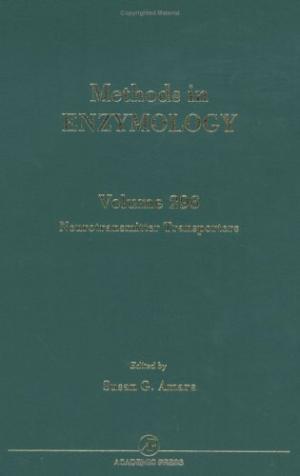 Methods in
ENZYMOLOGY
Volume 296
Neurotransmitter Transporters
Edited by
Susan G. Amara
ACADEMIC PRESS